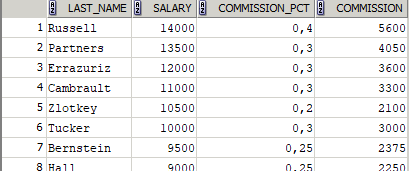 LAST_NAME SALARY COMMISSION_PCT COMMISSION
1 Russell 14000 0,4 5600
2 Partners 13500 0,3 4050
3 Errazuriz 12000 0,3 3600
4 Cambrault 11000 0,3 3300
5 Zlotkey 10500 0,2 2100
6 Tucker 10000 0,3 3000
7 Bernstein 9500 0,25 2375
8 Hall 9000 0,25 2250